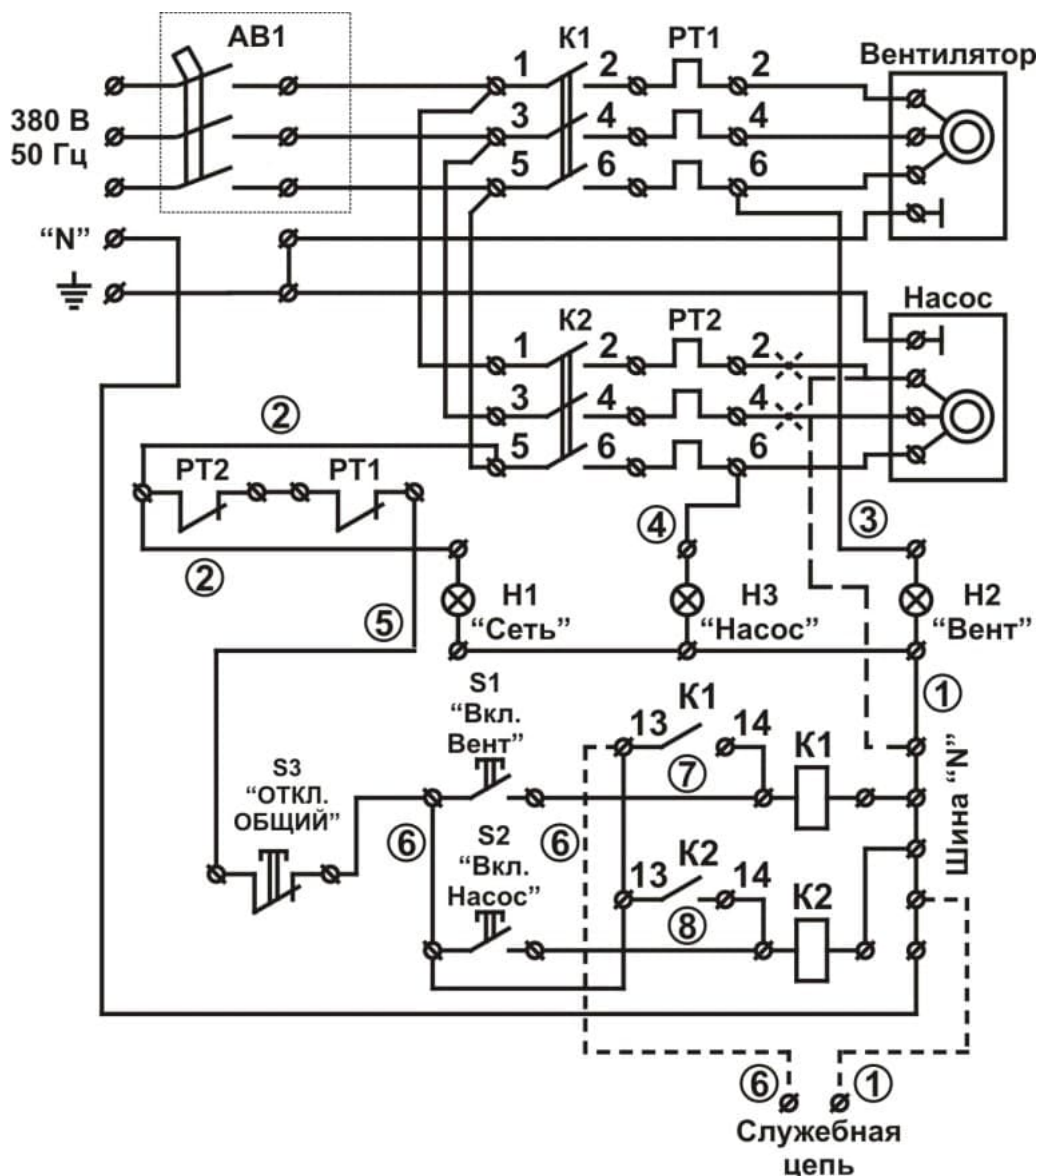 АВ1
К1
РТ1
Вентилятор
1
2
2
380 В
50 Гц
3
4
4
5
6
6
“N”
Насос
К2
РТ2
1
2
2
3
4
4
5
6
6
2
РТ2
РТ1
2
5
4
3
Н1
“Сеть”
Н3
“Насос”
Н2
“Вент”
1
S1
“Вкл.
Вент”
К1
13
14
7
К1
Шина “N”
S3
“ОТКЛ.
ОБЩИЙ”
6
S2
“Вкл.
Насос”
6
К2
13
14
8
К2
6
1
Служебная
цепь